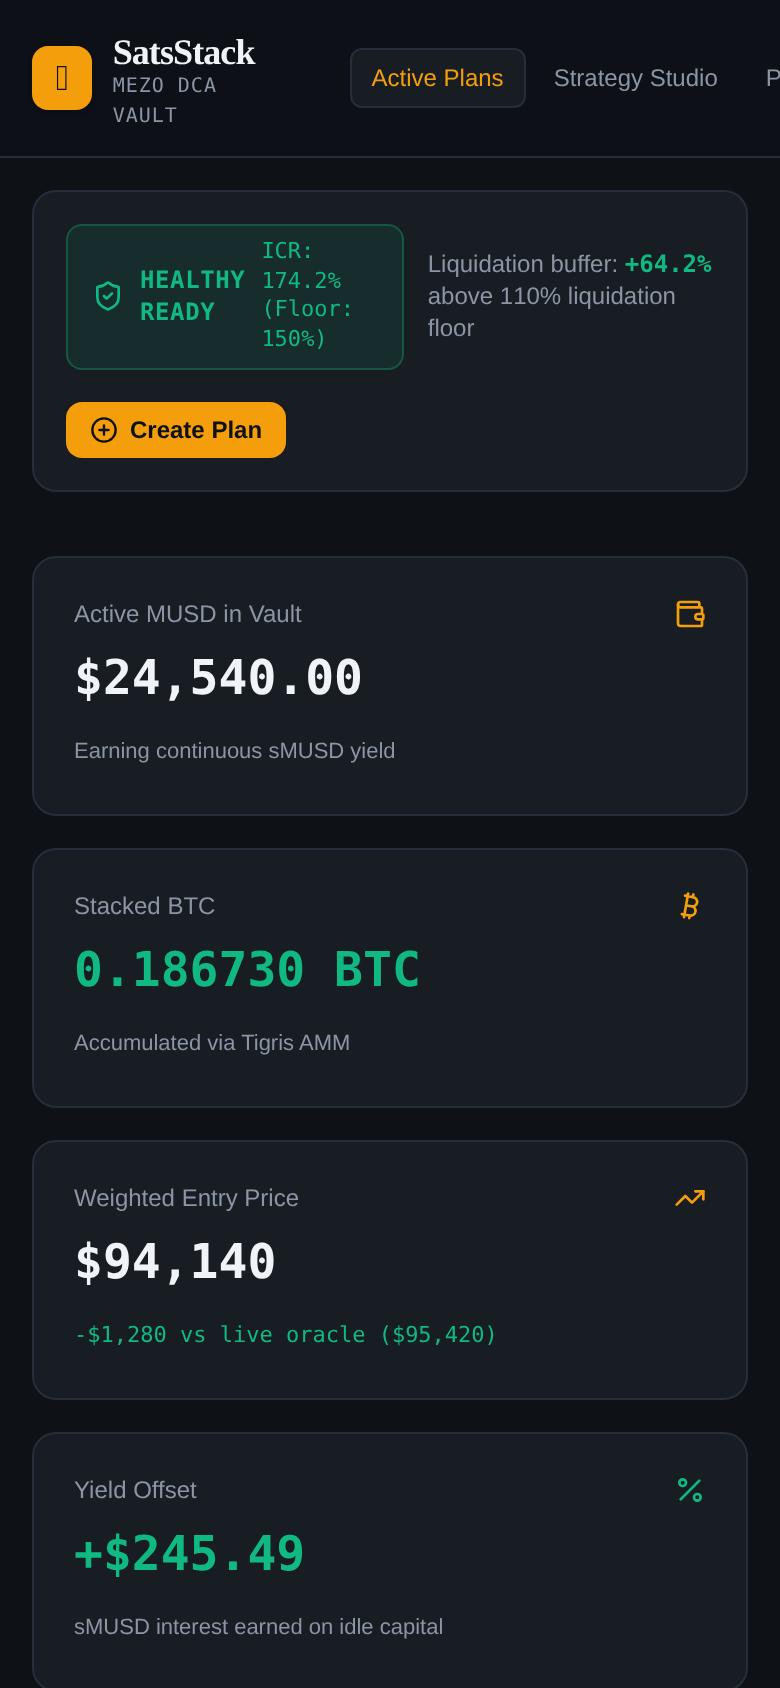 SatsStack
MEZO DCA
VAULT
Active Plans
Strategy Studio
P
HEALTHY
READY
ICR:
174.2%
(Floor:
150%)
Liquidation buffer: +64.2%
above 110% liquidation
floor
Create Plan
Active MUSD in Vault
$24,540.00
Earning continuous sMUSD yield
Stacked BTC
0.186730 BTC
Accumulated via Tigris AMM
Weighted Entry Price
$94,140
-$1,280 vs live oracle ($95,420)
Yield Offset
+$245.49
sMUSD interest earned on idle capital